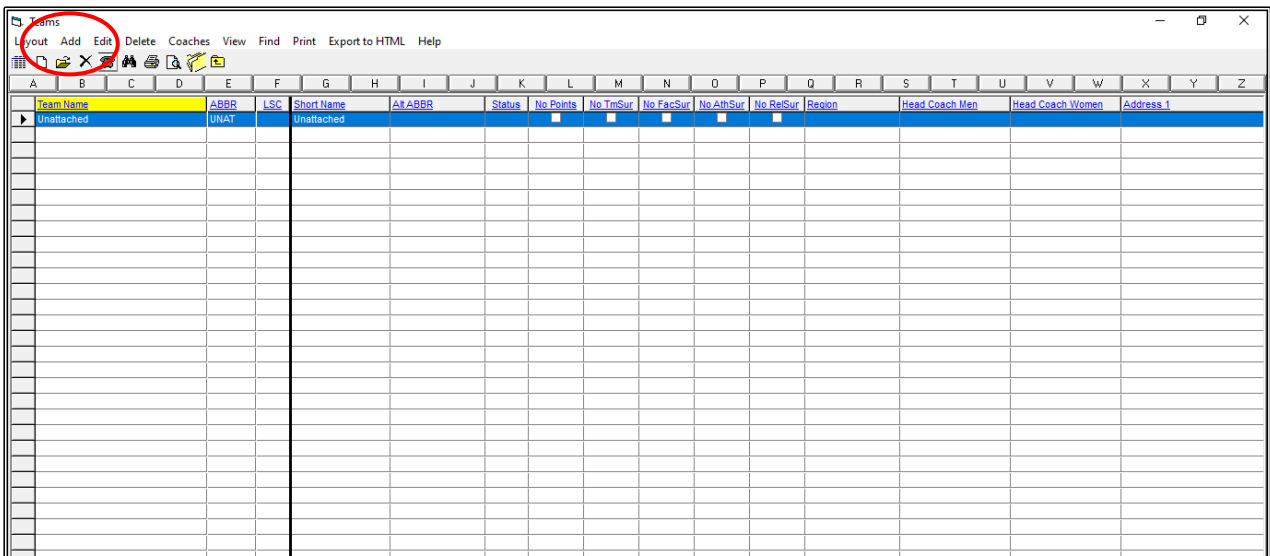 Teams
Layout Add Edit Delete Coaches View Find Print Export to HTML Help
A B C D E F G H I J K L M N O P Q R S T U V W X Y Z
Team Name ABBR LSC Short Name Alt ABBR Status No Points No TmSur No FacSur No AthSur No RelSur Region Head Coach Men Head Coach Women Address 1
Unattached UNAT Unattached